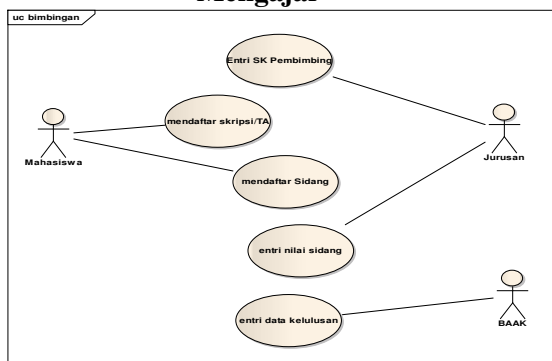 Mengajar
uc bimbingan
Entri SK Pembimbing
mendaftar skripsi/TA
Mahasiswa
Jurusan
mendaftar Sidang
entri nilai sidang
entri data kelulusan
BAAK